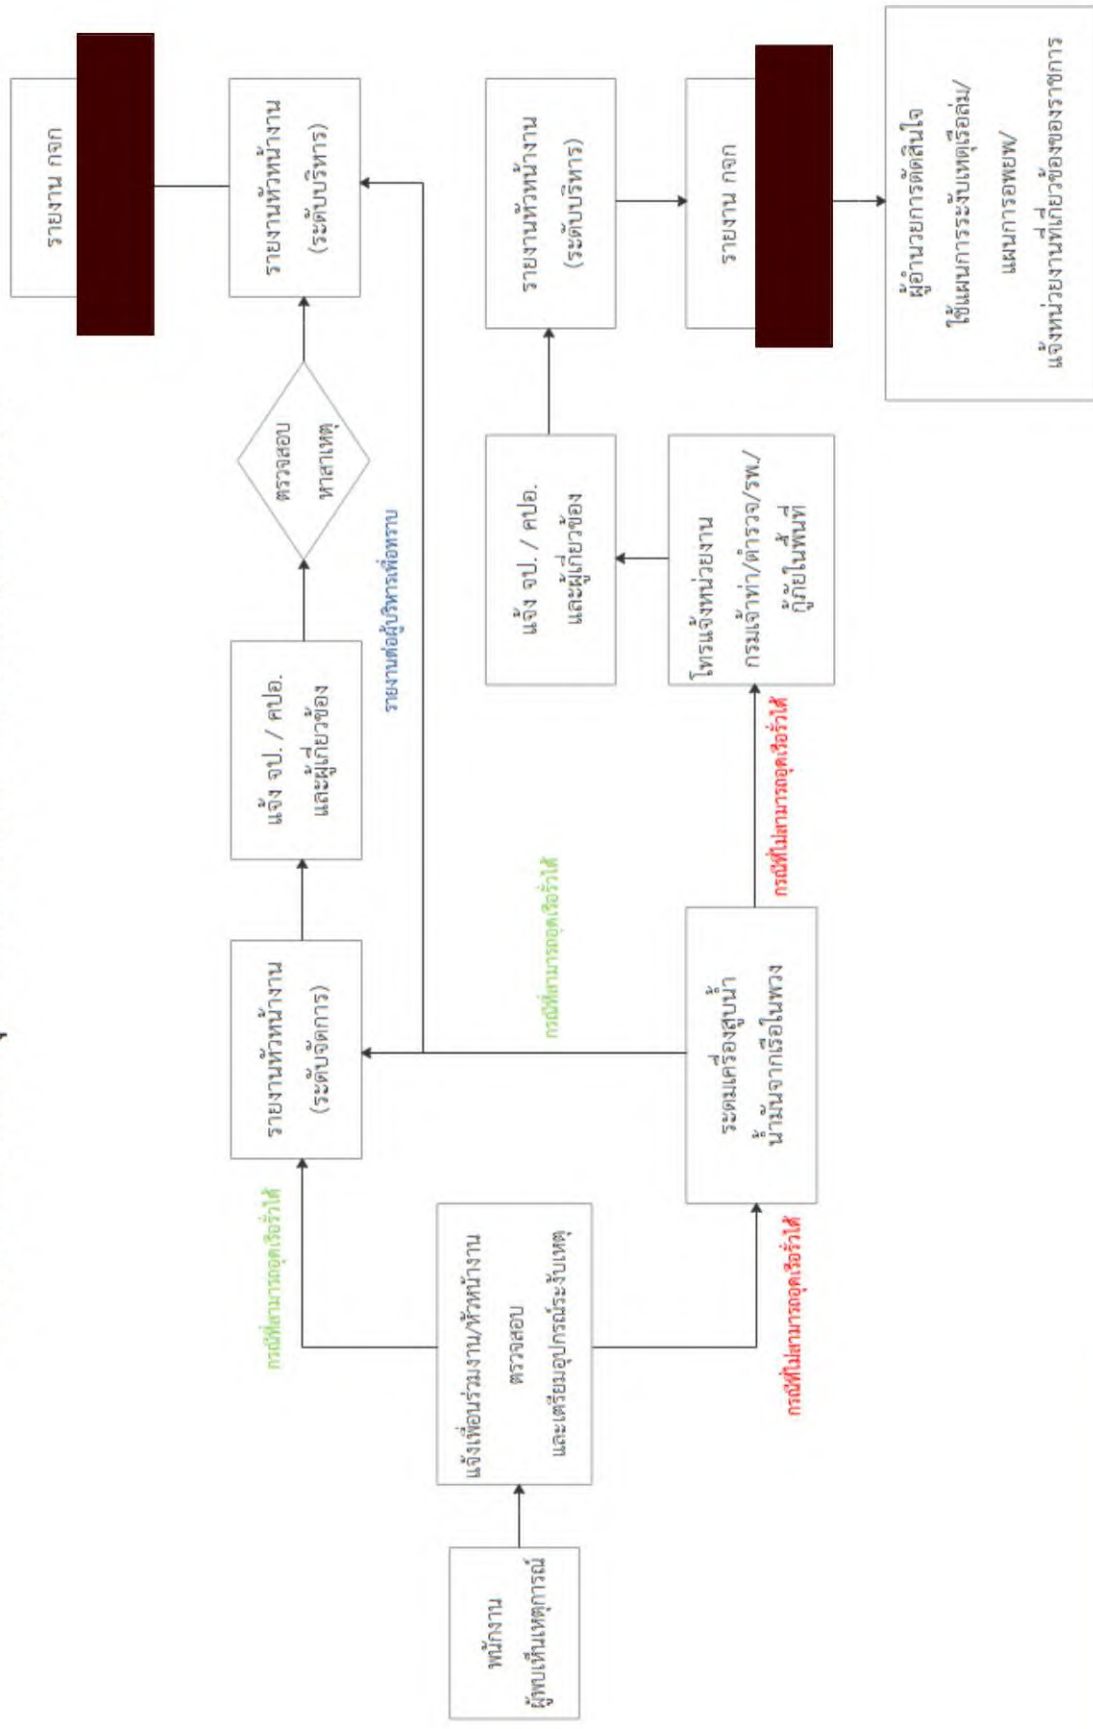 พนักงาน
ผู้พบเห็นเหตุการณ์
แจ้งเพื่อนร่วมงาน/หัวหน้างาน
ตรวจสอบ
และเตรียมอุปกรณ์ระงับเหตุ
กรณีที่สามารถอุดเรือรั่วได้
รายงานหัวหน้างาน
(ระดับจัดการ)
แจ้ง จป. / คปอ.
และผู้เกี่ยวข้อง
ตรวจสอบ
หาสาเหตุ
รายงานหัวหน้างาน
(ระดับบริหาร)
รายงาน กจก
รายงานต่อผู้บริหารเพื่อทราบ
กรณีที่สามารถอุดเรือรั่วได้
กรณีที่ไม่สามารถอุดเรือรั่วได้
ระดมเครื่องสูบน้ำ
น้ำมันจากเรือในพวง
กรณีที่ไม่สามารถอุดเรือรั่วได้
โทรแจ้งหน่วยงาน
กรมเจ้าท่า/ตำรวจ/รพ./
กู้ภัยในพื้นที่
แจ้ง จป. / คปอ.
และผู้เกี่ยวข้อง
รายงานหัวหน้างาน
(ระดับบริหาร)
รายงาน กจก
ผู้อำนวยการตัดสินใจ
ใช้แผนการระงับเหตุเรือล่ม/
แผนการอพยพ/
แจ้งหน่วยงานที่เกี่ยวข้องของราชการ